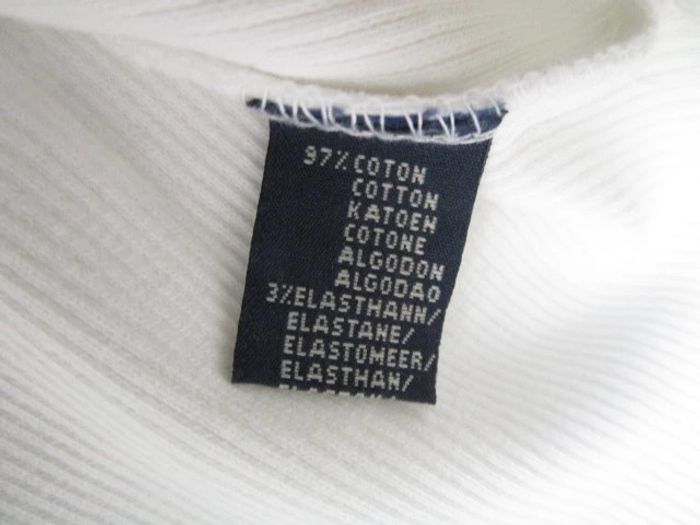 97% COTON
COTTON
KATOEN
COTONE
ALGODON
ALGODAO
3% ELASTHANN/
ELASTANE/
ELASTOMEER/
ELASTHAN/